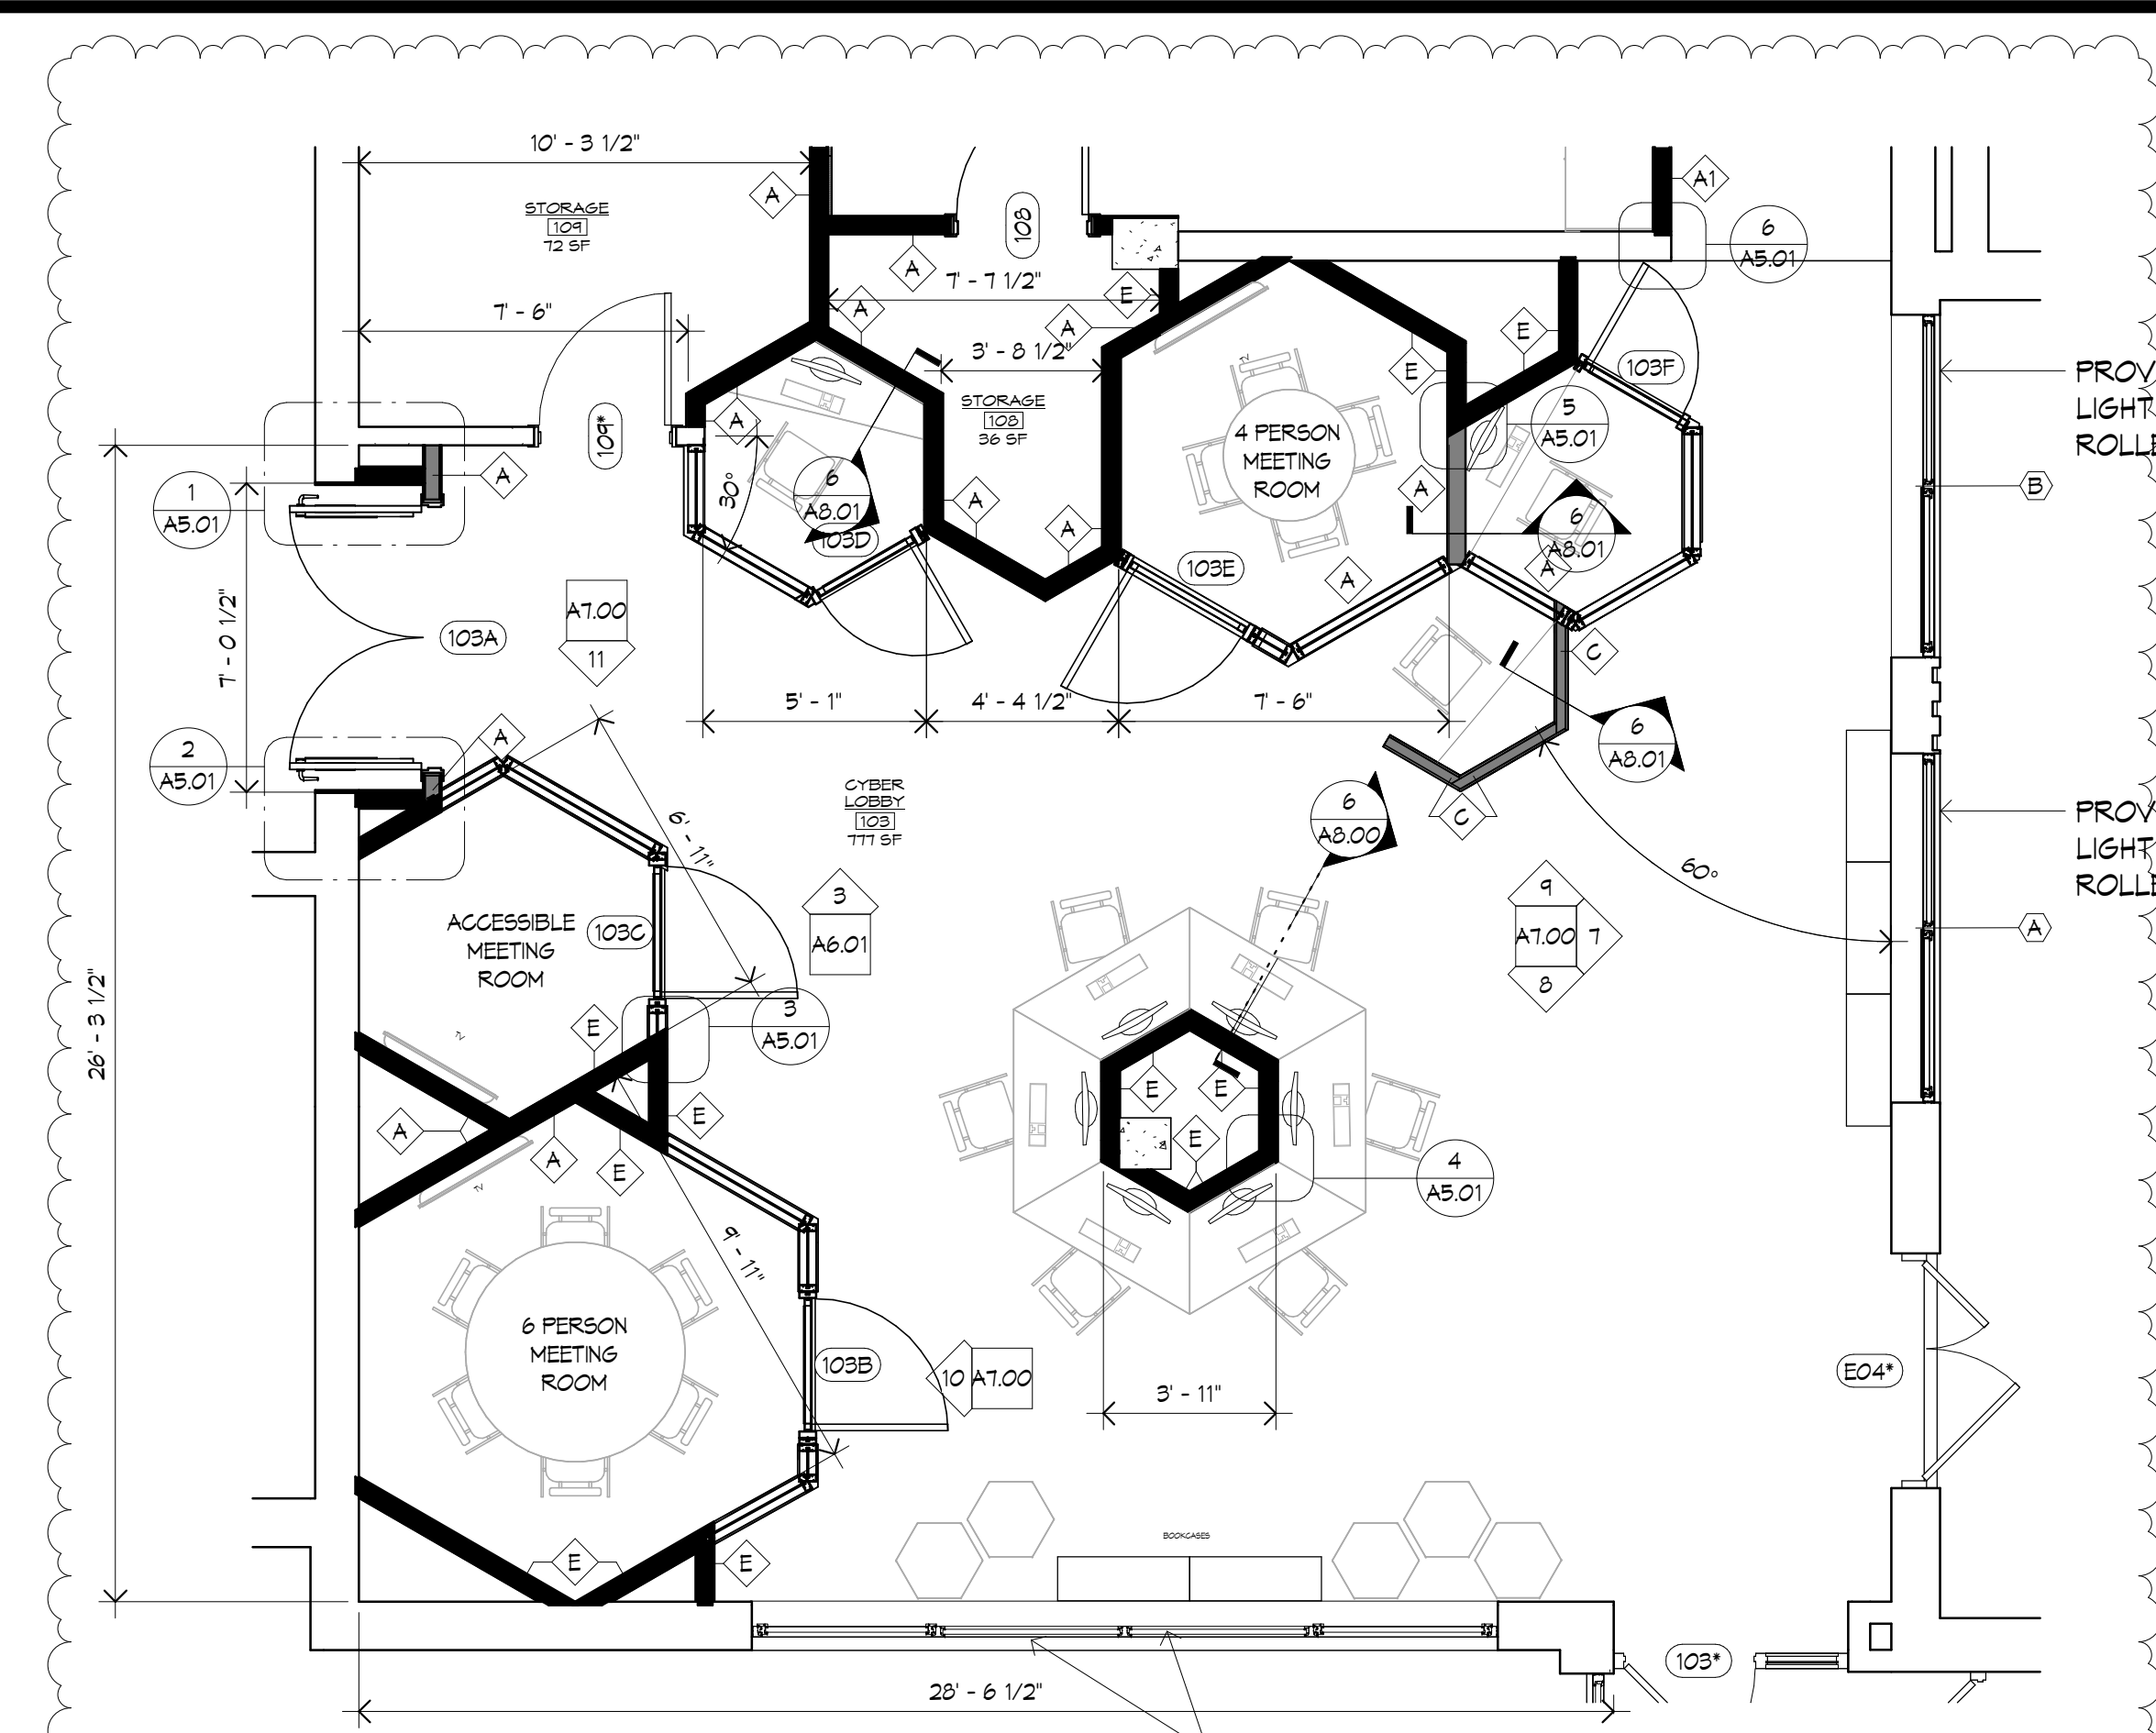 10' - 3 1/2"
STORAGE
109
72 SF
A
108
A1
6
A5.01
A
7' - 7 1/2"
E
7' - 6"
A
A
3' - 8 1/2"
E
E
103F
PROV
LIGHT
ROLLE
STORAGE
108
36 SF
A
109*
5
A5.01
4 PERSON
MEETING
ROOM
TV
A
1
A5.01
30°
6
A8.01
103D
A
A
A
B
6
A8.01
A
103E
A
A7.00
11
7' - 0 1/2"
103A
C
5' - 1"
4' - 4 1/2"
7' - 6"
A
2
A5.01
6
A8.01
CYBER
LOBBY
103
777 SF
6
A8.00
C
PROV
LIGHT
ROLLE
6' - 11"
60°
3
A6.01
9
A7.00
7
8
ACCESSIBLE
MEETING
ROOM
103C
A
26' - 3 1/2"
E
TV
3
A5.01
E
E
E
E
A
A
E
TV
4
A5.01
9' - 11"
6 PERSON
MEETING
ROOM
103B
10
A7.00
3' - 11"
E04*
BOOKCASES
E
E
103*
28' - 6 1/2"